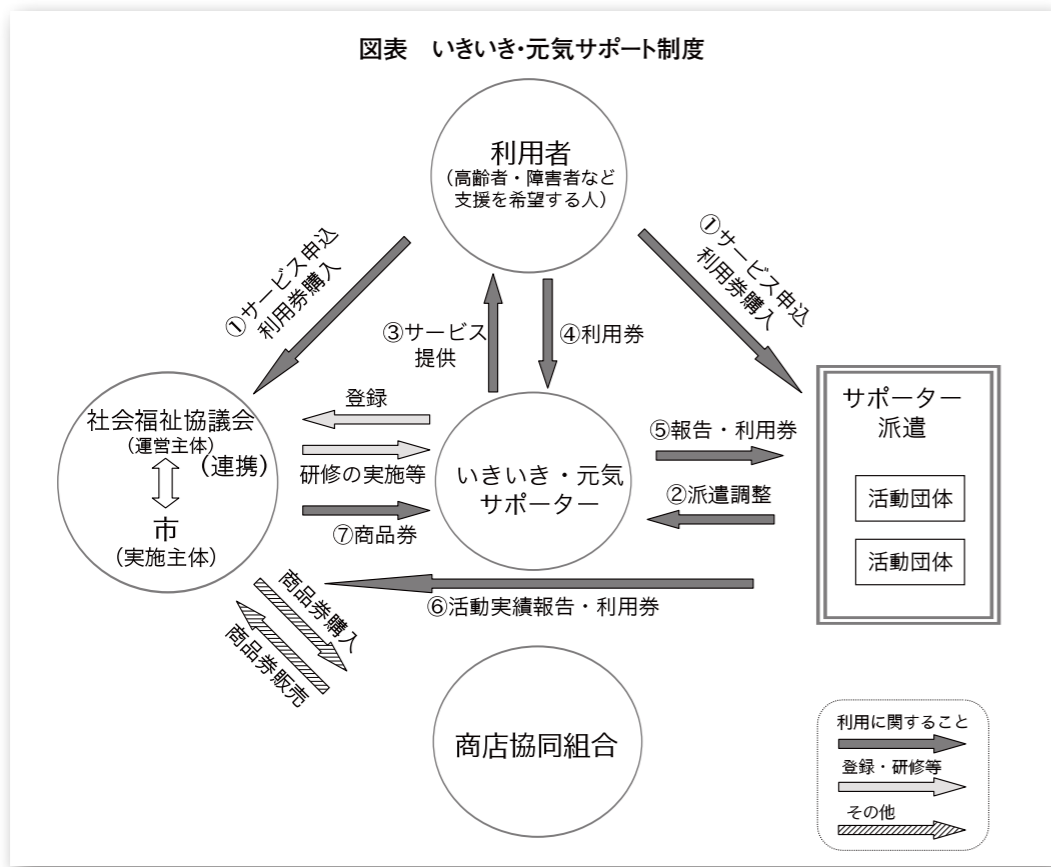 図表　いきいき・元気サポート制度
利用者
（高齢者・障害者など
支援を希望する人）
①サービス申込
利用券購入
①サービス申込
利用券購入
③サービス
提供
④利用券
社会福祉協議会
（運営主体）
（連携）
市
（実施主体）
登録
研修の実施等
⑦商品券
いきいき・元気
サポーター
⑤報告・利用券
②派遣調整
サポーター
派遣
活動団体
活動団体
⑥活動実績報告・利用券
商品券購入
商品券販売
商店協同組合
利用に関すること
登録・研修等
その他